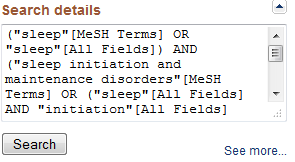 Search details
("sleep"[MeSH Terms] OR
"sleep"[All Fields]) AND
("sleep initiation and
maintenance disorders"[MeSH
Terms] OR ("sleep"[All Fields]
AND "initiation"[All Fields]
Search
See more...